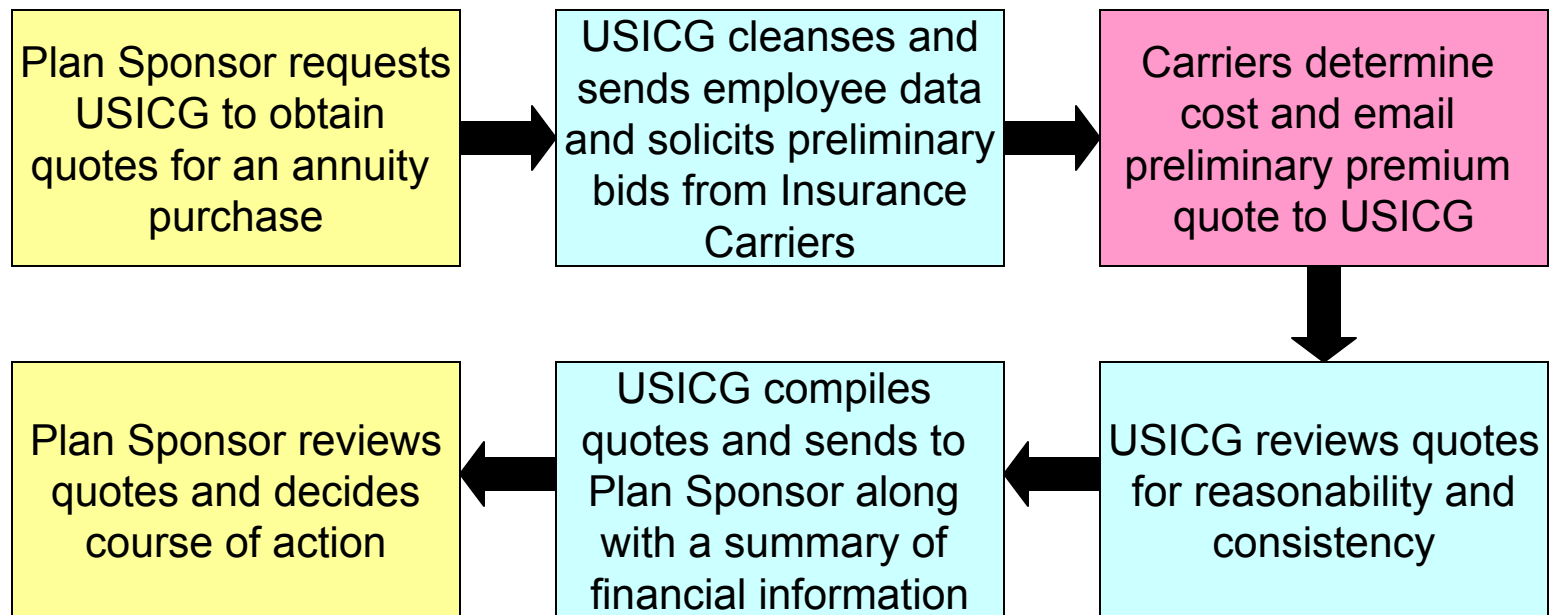 Plan Sponsor requests
USICG to obtain
quotes for an annuity
purchase
USICG cleanses and
sends employee data
and solicits preliminary
bids from Insurance
Carriers
Carriers determine
cost and email
preliminary premium
quote to USICG
USICG reviews quotes
for reasonability and
consistency
USICG compiles
quotes and sends to
Plan Sponsor along
with a summary of
financial information
Plan Sponsor reviews
quotes and decides
course of action